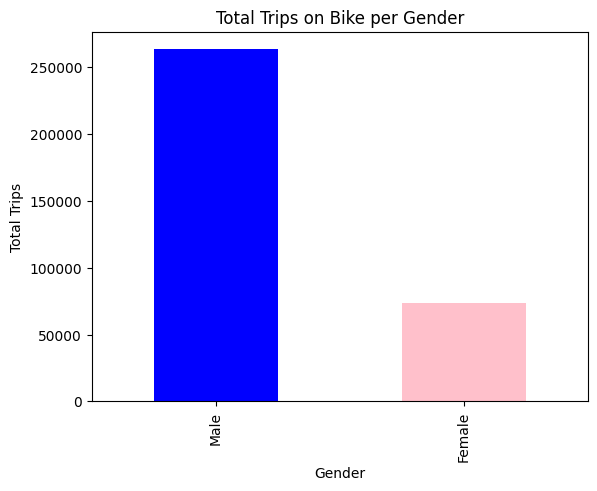 Total Trips on Bike per Gender
250000
200000
150000
100000
50000
0
Total Trips
Male
Female
Gender